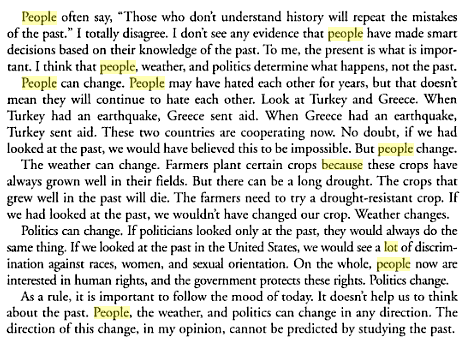 People often say, "Those who don't understand history will repeat the mistakes
of the past." I totally disagree. I don't see any evidence that people have made smart
decisions based on their knowledge of the past. To me, the present is what is impor-
tant. I think that people, weather, and politics determine what happens, not the past.
People can change. People may have hated each other for years, but that doesn't
mean they will continue to hate each other. Look at Turkey and Greece. When
Turkey had an earthquake, Greece sent aid. When Greece had an earthquake,
Turkey sent aid. These two countries are cooperating now. No doubt, if we had
looked at the past, we would have believed this to be impossible. But people change.
The weather can change. Farmers plant certain crops because these crops have
always grown well in their fields. But there can be a long drought. The crops that
grew well in the past will die. The farmers need to try a drought-resistant crop. If
we had looked at the past, we wouldn't have changed our crop. Weather changes.
Politics can change. If politicians looked only at the past, they would always do the
same thing. If we looked at the past in the United States, we would see a lot of discrim-
ination against races, women, and sexual orientation. On the whole, people now are
interested in human rights, and the government protects these rights. Politics change.
As a rule, it is important to follow the mood of today. It doesn't help us to think
about the past. People, the weather, and politics can change in any direction. The
direction of this change, in my opinion, cannot be predicted by studying the past.